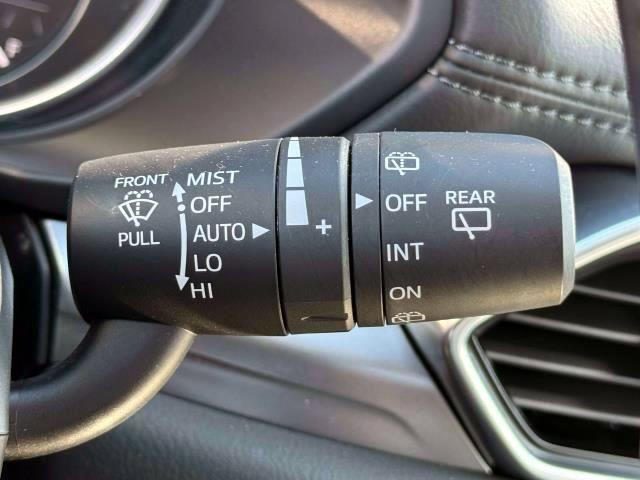 FRONT
PULL
MIST
OFF
AUTO
LO
HI
+
OFF
INT
ON
REAR